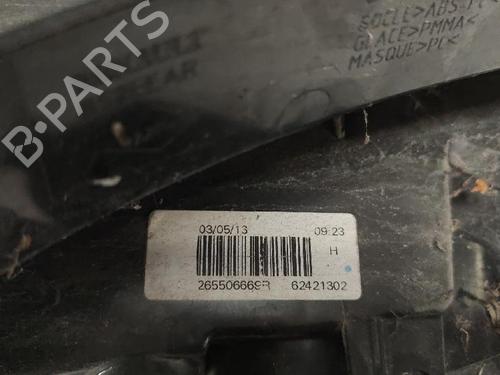 SOCLE>ABS-PC<
GLACE>PMMA<
MASQUE>PC<
B-PARTS
03/05/13 09:23
H
265506669R 62421302